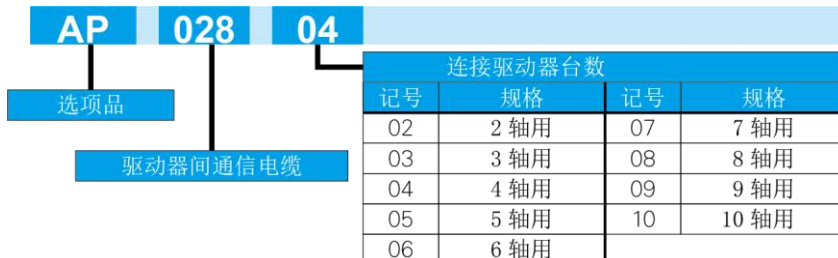 AP 028 04
连接驱动器台数
选项品
记号 规格 记号 规格
02 2 轴用 07 7 轴用
03 3 轴用 08 8 轴用
驱动器间通信电缆
04 4 轴用 09 9 轴用
05 5 轴用 10 10 轴用
06 6 轴用